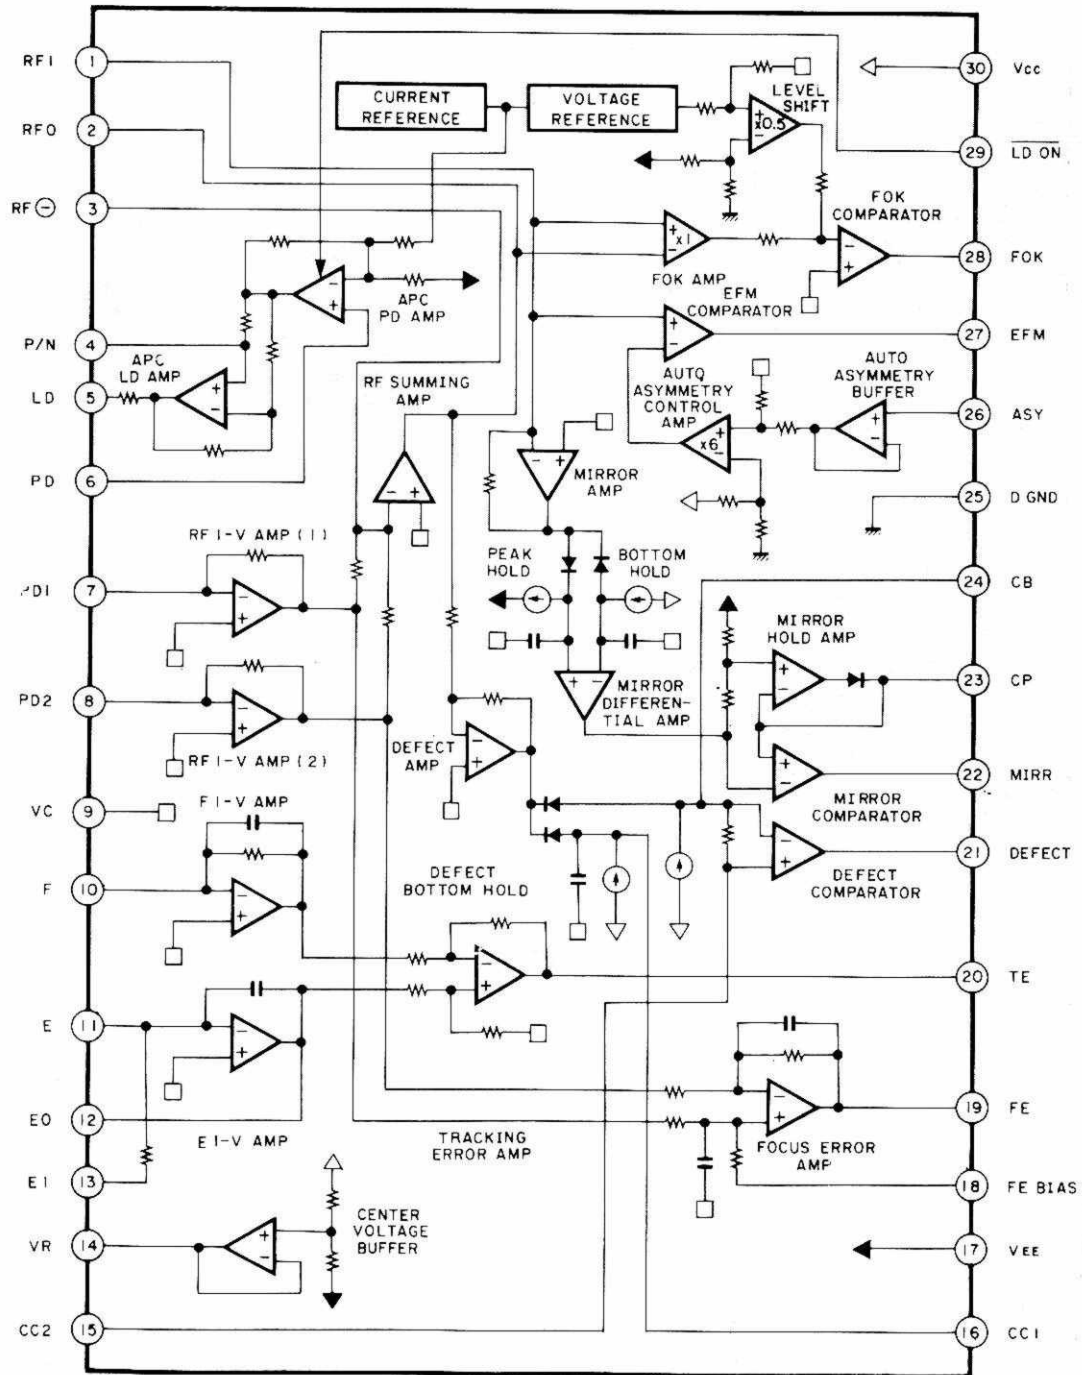 RFI 1
RFO 2
RF⊖ 3
P/N 4
LD 5
PD 6
PD1 7
PD2 8
VC 9
F 10
E 11
EO 12
EI 13
VR 14
CC2 15
30 Vcc
29 LD ON
28 FOK
27 EFM
26 ASY
25 D GND
24 CB
23 CP
22 MIRR
21 DEFECT
20 TE
19 FE
18 FE BIAS
17 VEE
16 CC1
CURRENT
REFERENCE
VOLTAGE
REFERENCE
LEVEL
SHIFT
+
x0.5
−
FOK
COMPARATOR
−
+
+
x1
−
FOK AMP
−
+
APC
PD AMP
EFM
COMPARATOR
+
−
APC
LD AMP
+
−
RF SUMMING
AMP
− +
AUTO
ASYMMETRY
CONTROL
AMP
+
x6
−
AUTO
ASYMMETRY
BUFFER
+
−
− +
MIRROR
AMP
RF I-V AMP (1)
−
+
PEAK
HOLD
BOTTOM
HOLD
MIRROR
HOLD AMP
+
−
−
+
RF I-V AMP (2)
+ −
MIRROR
DIFFEREN-
TIAL AMP
DEFECT
AMP
−
+
+
−
MIRROR
COMPARATOR
F I-V AMP
−
+
DEFECT
BOTTOM HOLD
−
+
DEFECT
COMPARATOR
−
+
−
+
E I-V AMP
TRACKING
ERROR AMP
−
+
FOCUS ERROR
AMP
CENTER
VOLTAGE
BUFFER
+
−